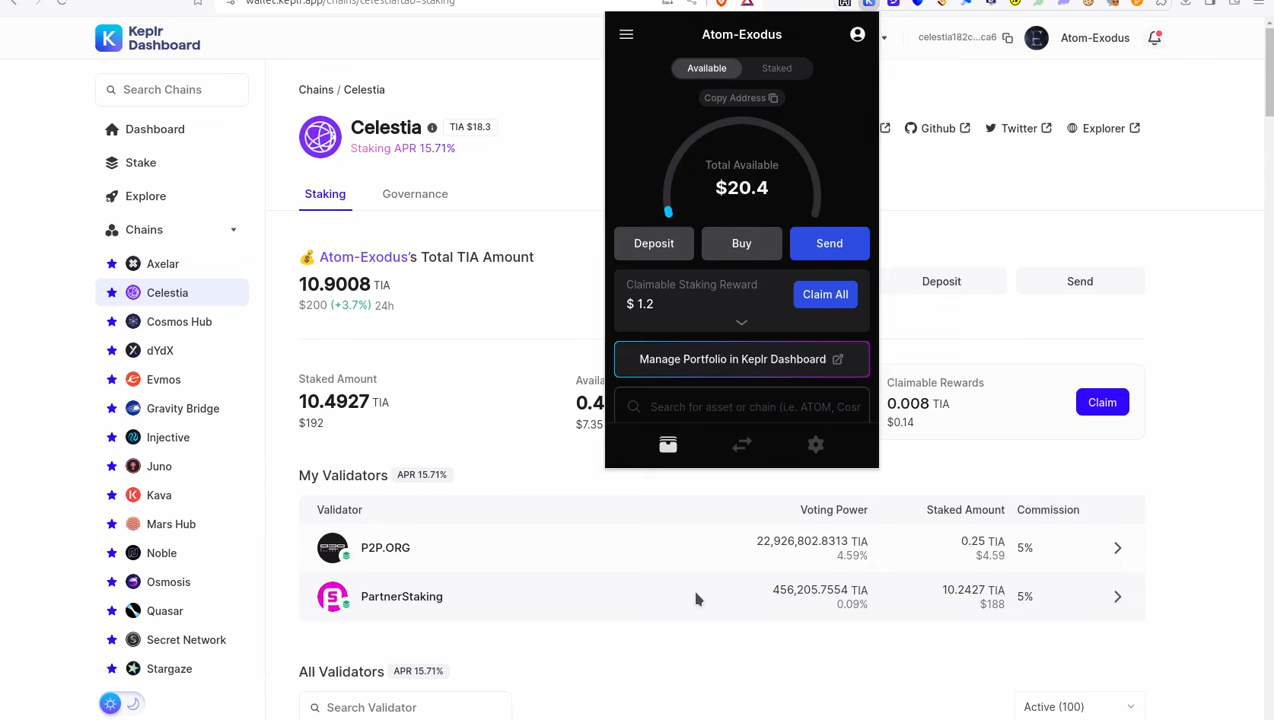 wallet.keplr.app/chains/celestia?tab=staking
Keplr
Dashboard
Search Chains
Dashboard
Stake
Explore
Chains
Axelar
Celestia
Cosmos Hub
dYdX
Evmos
Gravity Bridge
Injective
Juno
Kava
Mars Hub
Noble
Osmosis
Quasar
Secret Network
Stargaze
celestia182c...ca6
Atom-Exodus
Chains / Celestia
Celestia
TIA $18.3
Staking APR 15.71%
Github
Twitter
Explorer
Staking
Governance
💰 Atom-Exodus's Total TIA Amount
10.9008 TIA
$200 (+3.7%) 24h
Deposit
Send
Staked Amount
10.4927 TIA
$192
Availa
0.4
$7.35
Claimable Rewards
0.008 TIA
$0.14
Claim
My Validators
APR 15.71%
Validator
Voting Power
Staked Amount
Commission
P2P.ORG
22,926,802.8313 TIA
4.59%
0.25 TIA
$4.59
5%
PartnerStaking
456,205.7554 TIA
0.09%
10.2427 TIA
$188
5%
All Validators
APR 15.71%
Search Validator
Active (100)
Atom-Exodus
Available
Staked
Copy Address
Total Available
$20.4
Deposit
Buy
Send
Claimable Staking Reward
$ 1.2
Claim All
Manage Portfolio in Keplr Dashboard
Search for asset or chain (i.e. ATOM, Cosm